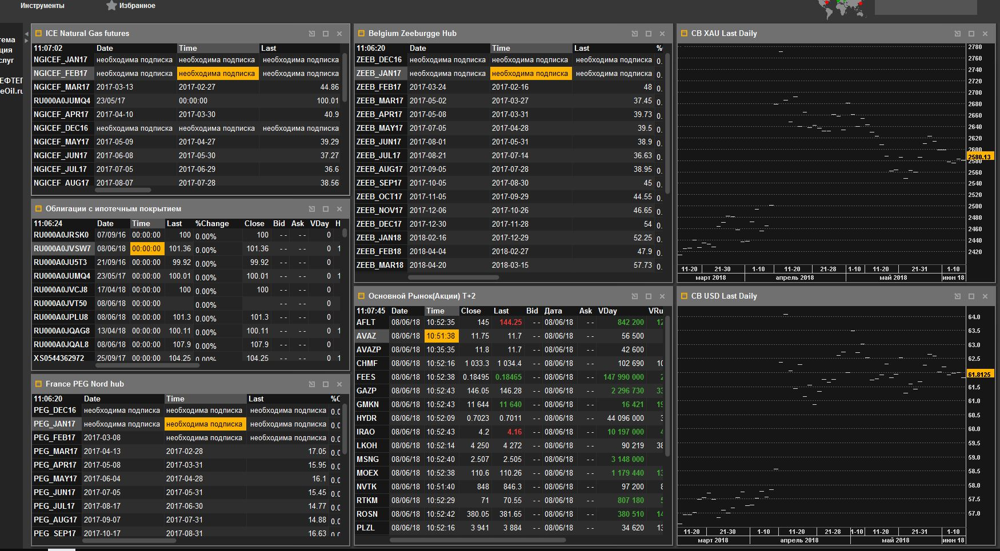 Инструменты
Избранное
тема
ция
слуг
ЕФТЕГ
eOil.ru
ICE Natural Gas futures
11:07:02 Date Time Last
NGICEF_JAN17 необходима подписка необходима подписка необходима подписка
NGICEF_FEB17 необходима подписка необходима подписка необходима подписка
NGICEF_MAR17 2017-03-13 2017-02-27 44.86
RU000A0JUMQ4 23/05/17 00:00:00 100.01
NGICEF_APR17 2017-04-10 2017-03-30 40.9
NGICEF_DEC16 необходима подписка необходима подписка необходима подписка
NGICEF_MAY17 2017-05-09 2017-04-27 39.29
NGICEF_JUN17 2017-06-08 2017-05-30 37.27
NGICEF_JUL17 2017-07-05 2017-06-29 36.6
NGICEF_AUG17 2017-08-07 2017-07-28 38.56
Облигации с ипотечным покрытием
11:06:24 Date Time Last %Change Close Bid Ask VDay H
RU000A0JRSK0 07/09/16 00:00:00 100 0.00% 100 -- -- 0
RU000A0JVSW7 08/06/18 00:00:00 101.36 0.00% 101.36 -- -- 0 1
RU000A0JU5T3 21/09/16 00:00:00 99.92 0.00% 99.92 -- -- 0
RU000A0JUMQ4 23/05/17 00:00:00 100.01 0.00% 100.01 -- -- 0 1
RU000A0JVCJ8 17/04/18 00:00:00 100 0.00% 100 -- -- 0
RU000A0JVT50 08/06/18 00:00:00 0.00% -- -- 0
RU000A0JPLU8 08/06/18 00:00:00 101.3 0.00% 101.3 -- -- 0
RU000A0JQAG8 13/04/18 00:00:00 100.11 0.00% 100.11 -- -- 0 1
RU000A0JQAL8 08/06/18 00:00:00 107.9 0.00% 107.9 -- -- 0
XS0544362972 25/09/17 00:00:00 104.25 0.00% 104.25 -- -- 0 1
France PEG Nord hub
11:06:20 Date Time Last %C
PEG_DEC16 необходима подписка необходима подписка необходима подписка 0.0
PEG_JAN17 необходима подписка необходима подписка необходима подписка 0.0
PEG_FEB17 2017-03-08 необходима подписка необходима подписка 0.0
PEG_MAR17 2017-04-13 2017-02-28 17.05 0.0
PEG_APR17 2017-05-08 2017-03-31 15.95 0.0
PEG_MAY17 2017-06-04 2017-04-28 16.1 0.0
PEG_JUN17 2017-07-05 2017-05-31 15.45 0.0
PEG_JUL17 2017-08-17 2017-06-30 14.77 0.0
PEG_AUG17 2017-09-07 2017-07-31 14.88 0.0
PEG_SEP17 2017-10-17 2017-08-31 16.63 0.0
Belgium Zeeburgge Hub
11:06:20 Date Time Last %
ZEEB_DEC16 необходима подписка необходима подписка необходима подписка 0.
ZEEB_JAN17 необходима подписка необходима подписка необходима подписка 0.
ZEEB_FEB17 2017-03-24 2017-02-16 48 0.
ZEEB_MAR17 2017-05-02 2017-03-27 37.45 0.
ZEEB_APR17 2017-05-08 2017-03-31 39.73 0.
ZEEB_MAY17 2017-07-05 2017-04-28 39.5 0.
ZEEB_JUN17 2017-08-01 2017-05-31 38.9 0.
ZEEB_JUL17 2017-08-21 2017-07-14 36.63 0.
ZEEB_AUG17 2017-09-05 2017-07-28 38.95 0.
ZEEB_SEP17 2017-10-05 2017-08-30 45 0.
ZEEB_OCT17 2017-11-05 2017-09-29 44.55 0.
ZEEB_NOV17 2017-12-06 2017-10-26 46.65 0.
ZEEB_DEC17 2017-12-30 2017-11-28 54 0.
ZEEB_JAN18 2018-02-16 2017-12-29 52.25 0.
ZEEB_FEB18 2018-04-04 2018-02-27 47.9 0.
ZEEB_MAR18 2018-04-20 2018-03-15 57.73 0.
Основной Рынок(Акции) Т+2
11:07:45 Date Time Close Last Bid Дата Ask VDay VRu
AFLT 08/06/18 10:52:35 145 144.25 -- 08/06/18 -- 842 200 12
AVAZ 08/06/18 10:51:38 11.75 11.7 -- 08/06/18 -- 56 500
AVAZP 08/06/18 10:35:35 11.8 11.7 -- 08/06/18 -- 42 600
CHMF 08/06/18 10:52:16 1 033.3 1 034.4 -- 08/06/18 -- 102 690 10
FEES 08/06/18 10:52:38 0.18495 0.18465 -- 08/06/18 -- 147 990 000 2
GAZP 08/06/18 10:52:43 146.05 146.28 -- 08/06/18 -- 2 296 730 33
GMKN 08/06/18 10:52:43 11 644 11 640 -- 08/06/18 -- 16 421 19
HYDR 08/06/18 10:52:09 0.7023 0.7011 -- 08/06/18 -- 44 096 000 3
IRAO 08/06/18 10:52:43 4.2 4.16 -- 08/06/18 -- 10 197 000 4
LKOH 08/06/18 10:52:14 4 250 4 272 -- 08/06/18 -- 90 219 38
MSNG 08/06/18 10:52:40 2.507 2.505 -- 08/06/18 -- 3 148 000
MOEX 08/06/18 10:52:38 110.6 110.26 -- 08/06/18 -- 1 179 440 13
NVTK 08/06/18 10:51:40 848 846.3 -- 08/06/18 -- 97 200 8
RTKM 08/06/18 10:52:29 71 70.55 -- 08/06/18 -- 807 180 5
ROSN 08/06/18 10:52:42 380.05 381.65 -- 08/06/18 -- 380 510 14
PLZL 08/06/18 10:52:16 3 941 3 884 -- 08/06/18 -- 34 620 13
CB XAU Last Daily
2780
2760
2740
2720
2700
2680
2660
2640
2620
2600
2580.13
2580
2560
2540
2520
2500
2480
2460
2440
2420
11-20 21-30 1-10 11-20 21-28 1-10 11-20 21-31 1-10
март 2018 апрель 2018 май 2018 июн 18
CB USD Last Daily
64.0
63.5
63.0
62.5
61.8125
61.5
61.0
60.5
60.0
59.5
59.0
58.5
58.0
57.5
57.0
11-20 21-30 1-10 11-20 21-28 1-10 11-20 21-31 1-10
март 2018 апрель 2018 май 2018 июн 18